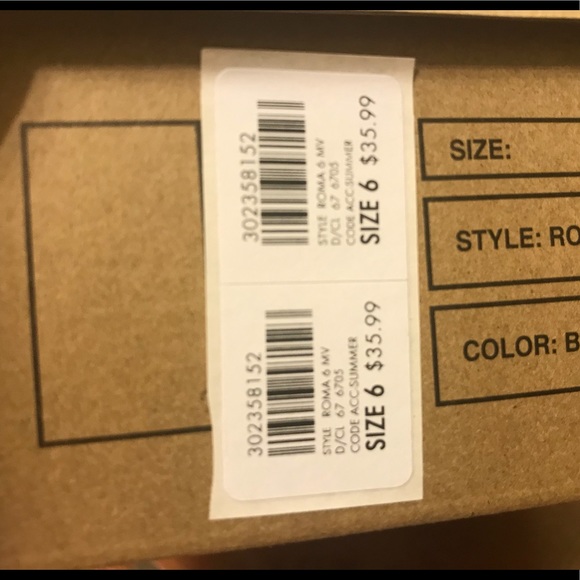 302358152
STYLE ROMA 6 MV
D/CL 67 6705
CODE ACC-SUMMER
SIZE 6 $35.99
302358152
STYLE ROMA 6 MV
D/CL 67 6705
CODE ACC-SUMMER
SIZE 6 $35.99
SIZE:
STYLE: RO
COLOR: B